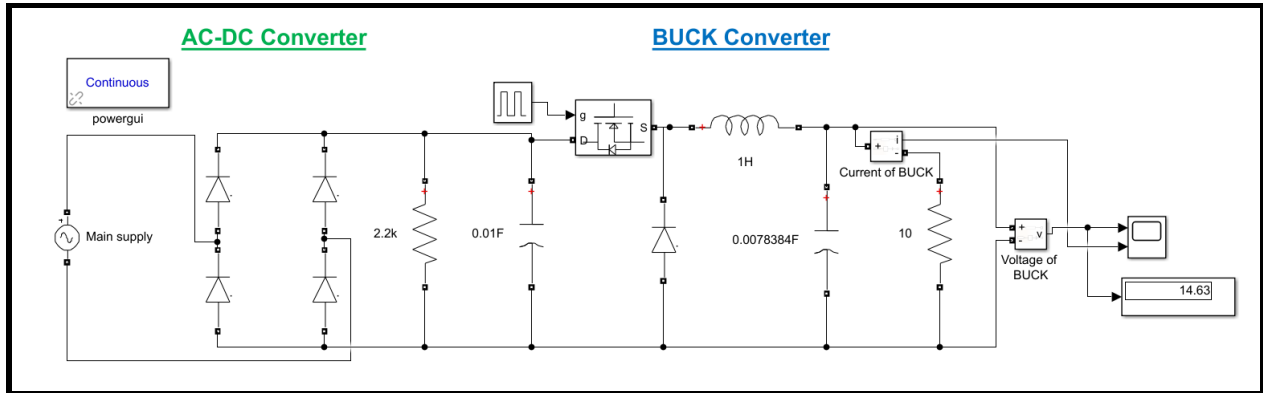 AC-DC Converter
BUCK Converter
Continuous
powergui
g
D
S
1H
+
i
-
Current of BUCK
+
Main supply
2.2k
0.01F
0.0078384F
10
+
-
v
Voltage of
BUCK
14.63